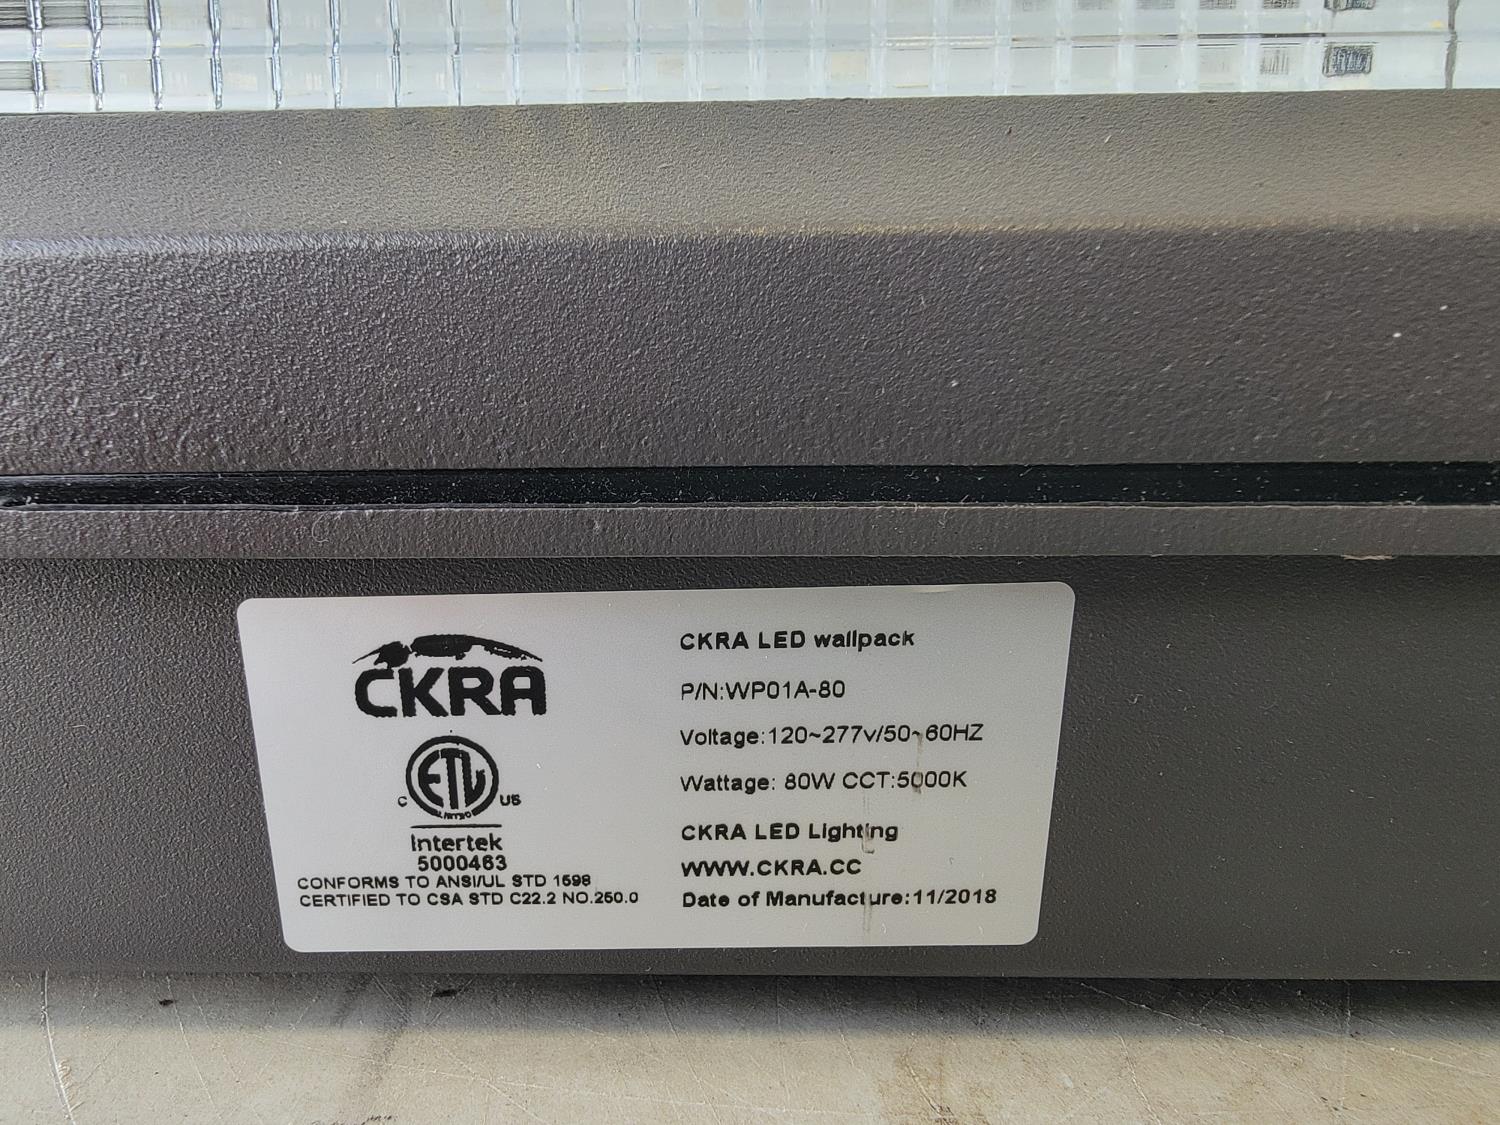 CKRA
ETL
LISTED
C US
Intertek
5000463
CONFORMS TO ANSI/UL STD 1598
CERTIFIED TO CSA STD C22.2 NO.250.0
CKRA LED wallpack
P/N:WP01A-80
Voltage:120~277v/50~60HZ
Wattage: 80W CCT:5000K
CKRA LED Lighting
WWW.CKRA.CC
Date of Manufacture:11/2018